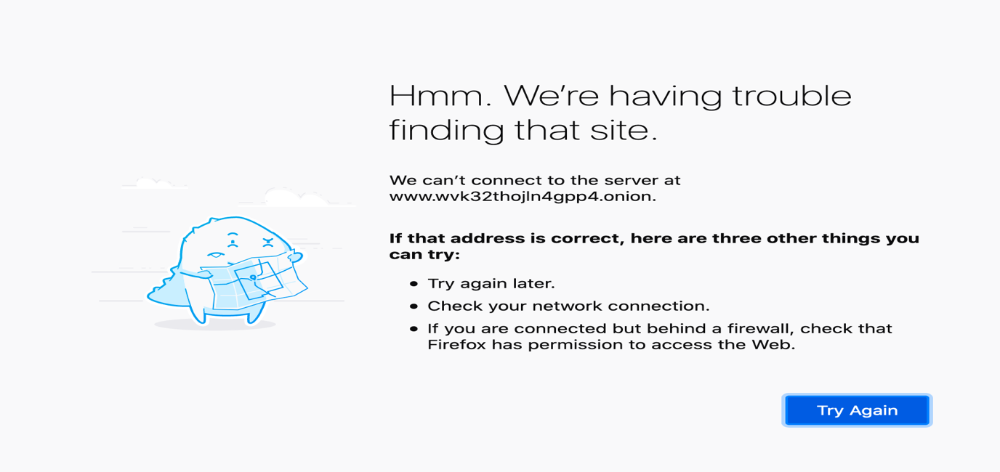 Hmm. We’re having trouble
finding that site.
We can’t connect to the server at
www.wvk32thojln4gpp4.onion.
If that address is correct, here are three other things you
can try:
• Try again later.
• Check your network connection.
• If you are connected but behind a firewall, check that
Firefox has permission to access the Web.
Try Again